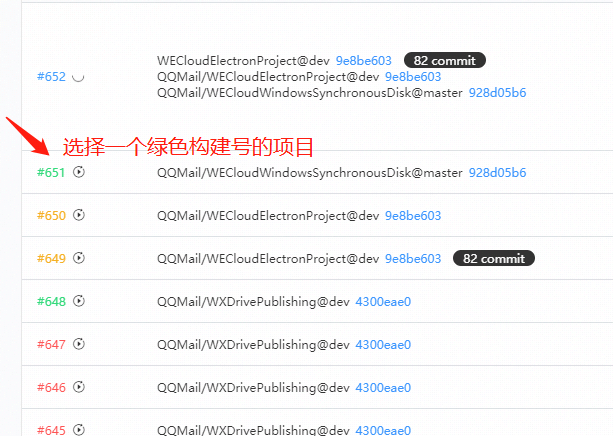 WECloudElectronProject@dev 9e8be603 82 commit
#652 QQMail/WECloudElectronProject@dev 9e8be603
QQMail/WECloudWindowsSynchronousDisk@master 928d05b6
选择一个绿色构建号的项目
#651 QQMail/WECloudWindowsSynchronousDisk@master 928d05b6
#650 QQMail/WECloudElectronProject@dev 9e8be603
#649 QQMail/WECloudElectronProject@dev 9e8be603 82 commit
#648 QQMail/WXDrivePublishing@dev 4300eae0
#647 QQMail/WXDrivePublishing@dev 4300eae0
#646 QQMail/WXDrivePublishing@dev 4300eae0
#645 QQMail/WXDrivePublishing@dev 4300eae0